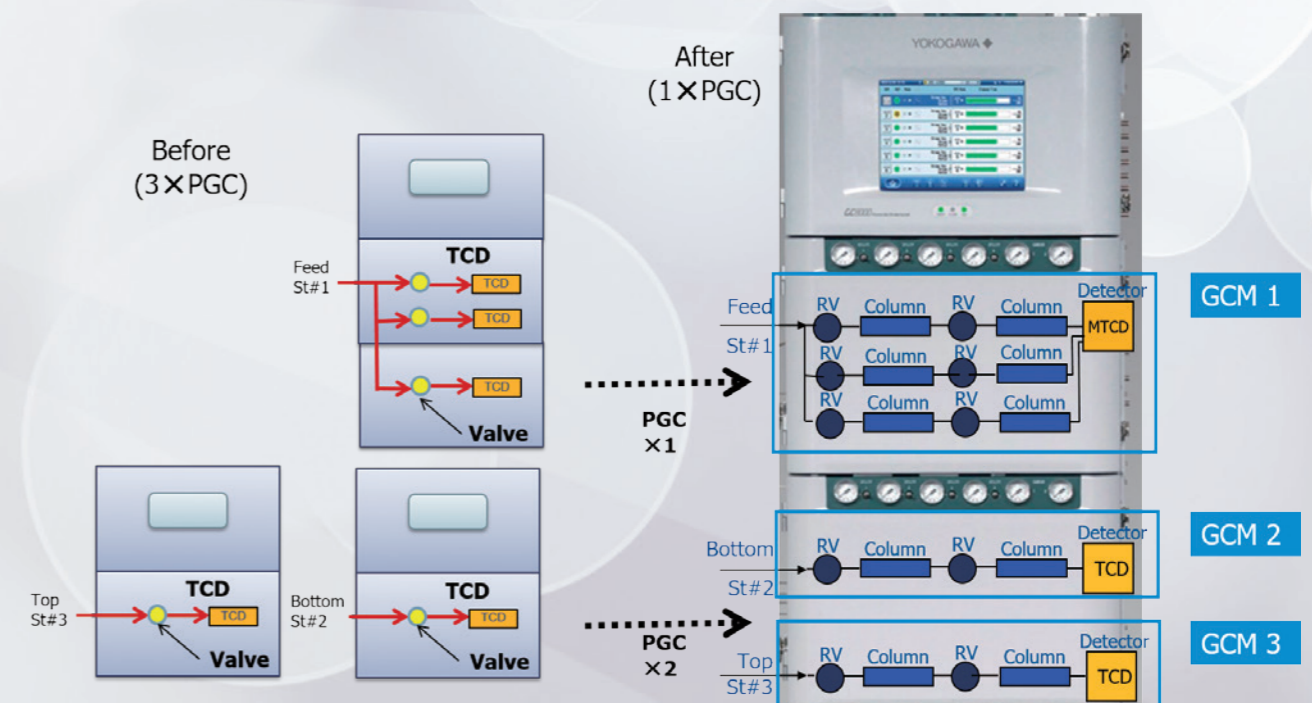 Before
(3×PGC)
After
(1×PGC)
YOKOGAWA
Feed
St#1
TCD
TCD
TCD
TCD
Valve
PGC
×1
Feed
St#1
RV
Column
RV
Column
Detector
MTCD
RV
Column
RV
Column
RV
Column
RV
Column
GCM 1
Top
St#3
TCD
TCD
Valve
Bottom
St#2
TCD
TCD
Valve
PGC
×2
Bottom
St#2
RV
Column
RV
Column
Detector
TCD
GCM 2
Top
St#3
RV
Column
RV
Column
Detector
TCD
GCM 3